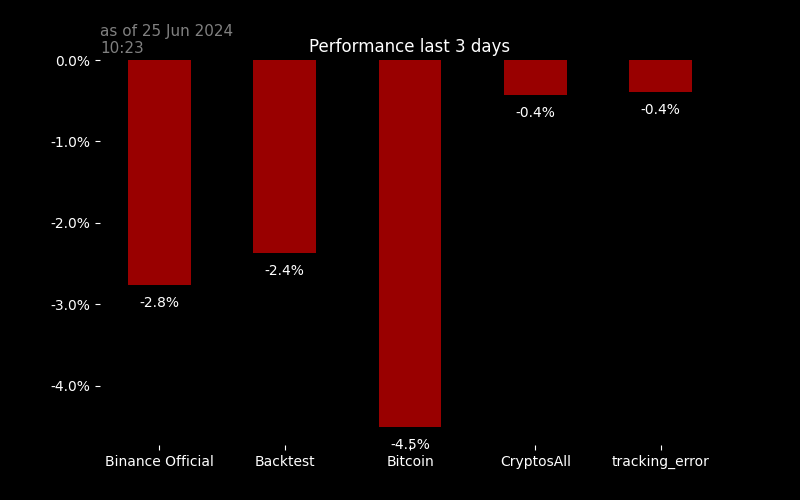 as of 25 Jun 2024
10:23
Performance last 3 days
0.0%
-1.0%
-2.0%
-3.0%
-4.0%
-2.8%
-2.4%
-4.5%
-0.4%
-0.4%
Binance Official
Backtest
Bitcoin
CryptosAll
tracking_error